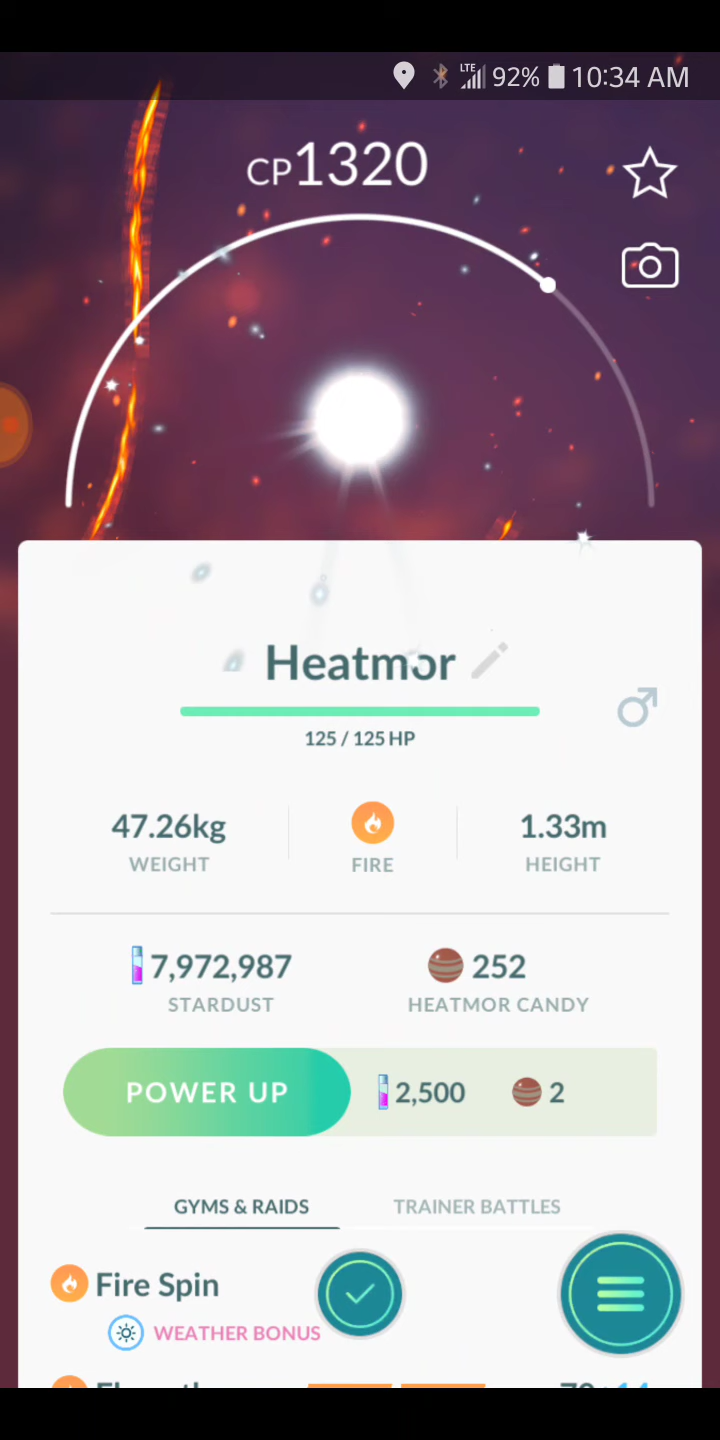 LTE 92% 10:34 AM
CP1320
Heatmor
125 / 125 HP
47.26kg 1.33m
WEIGHT FIRE HEIGHT
7,972,987 252
STARDUST HEATMOR CANDY
POWER UP 2,500 2
GYMS & RAIDS TRAINER BATTLES
Fire Spin
WEATHER BONUS